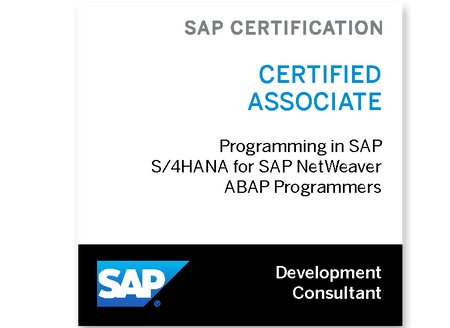 SAP CERTIFICATION
CERTIFIED
ASSOCIATE
Programming in SAP
S/4HANA for SAP NetWeaver
ABAP Programmers
SAP®
Development
Consultant